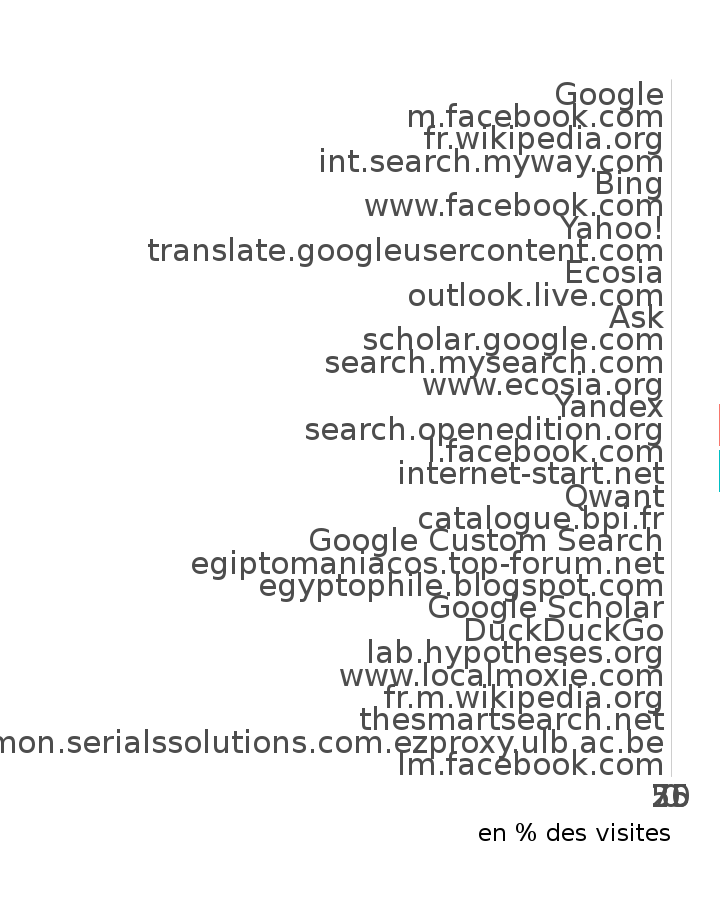 Google
m.facebook.com
fr.wikipedia.org
int.search.myway.com
Bing
www.facebook.com
Yahoo!
translate.googleusercontent.com
Ecosia
outlook.live.com
Ask
scholar.google.com
search.mysearch.com
www.ecosia.org
Yandex
search.openedition.org
l.facebook.com
internet-start.net
Qwant
catalogue.bpi.fr
Google Custom Search
egiptomaniacos.top-forum.net
egyptophile.blogspot.com
Google Scholar
DuckDuckGo
lab.hypotheses.org
www.localmoxie.com
fr.m.wikipedia.org
thesmartsearch.net
mon.serialssolutions.com.ezproxy.ulb.ac.be
lm.facebook.com
en % des visites